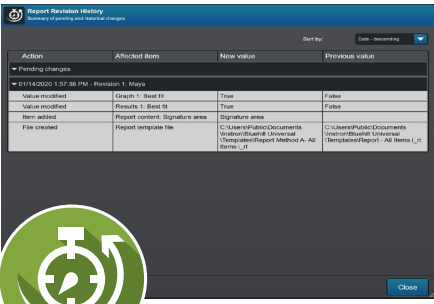 Report Revision History
Summary of pending and historical changes.
Sort by: Date - descending
Action Affected item New value Previous value
Pending changes
01/14/2020 1:57:36 PM - Revision 1. Maya
Value modified Graph 1: Best fit True False
Value modified Results 1: Best fit True False
Item added Report content: Signature area Signature area
File created Report template file C:\Users\Public\Documents C:\Users\Public\Documents
\Instron\Bluehill Universal \Instron\Bluehill Universal
\Templates\Report Method A- All \Templates\Report - All Items.i_rt
Items.i_rt
Close